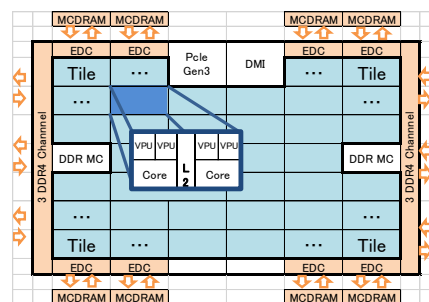 MCDRAM MCDRAM MCDRAM MCDRAM
EDC EDC PcIe Gen3 DMI EDC EDC
Tile ... ... Tile
... ...
3 DDR4 Channnel
VPU VPU L2 VPU VPU
Core Core
DDR MC DDR MC
3 DDR4 Channel
... ...
Tile ... ... Tile
EDC EDC EDC EDC
MCDRAM MCDRAM MCDRAM MCDRAM